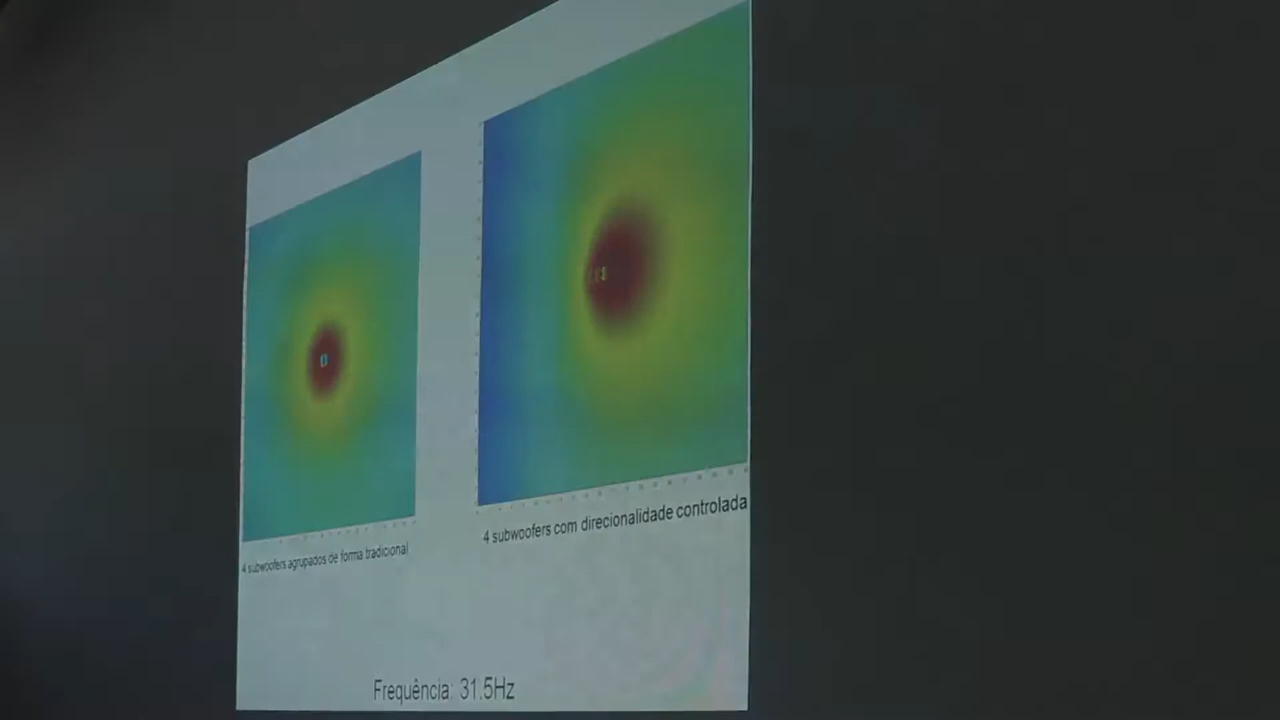 4 subwoofers agrupados de forma tradicional
4 subwoofers com direcionalidade controlada
Frequência: 31.5Hz